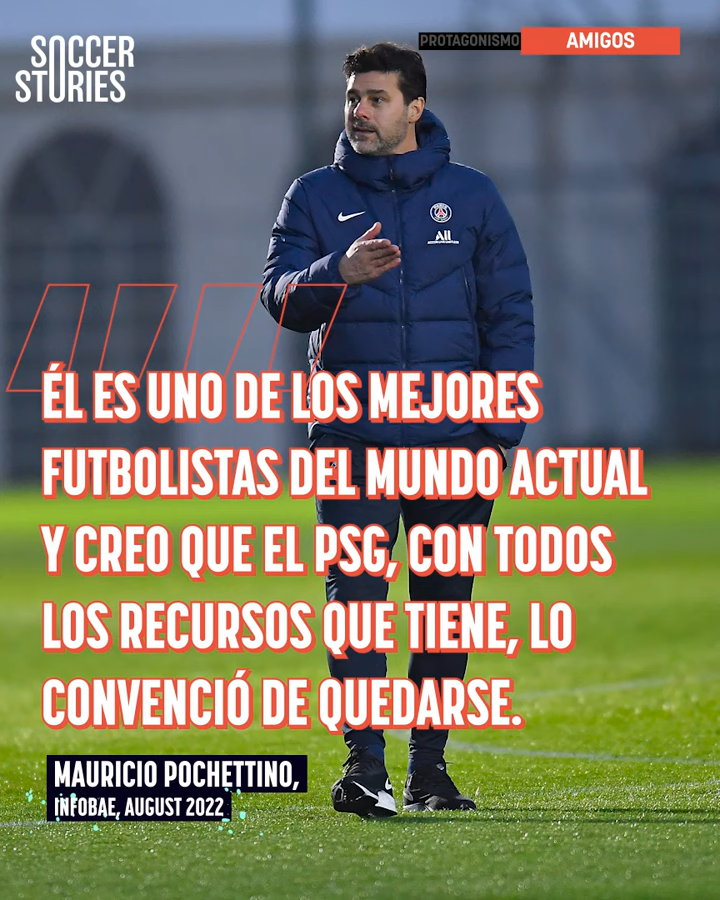 SOCCER
STORIES
PROTAGONISMO
AMIGOS
ALL
ÉL ES UNO DE LOS MEJORES
FUTBOLISTAS DEL MUNDO ACTUAL
Y CREO QUE EL PSG, CON TODOS
LOS RECURSOS QUE TIENE, LO
CONVENCIÓ DE QUEDARSE.
MAURICIO POCHETTINO,
INFOBAE, AUGUST 2022